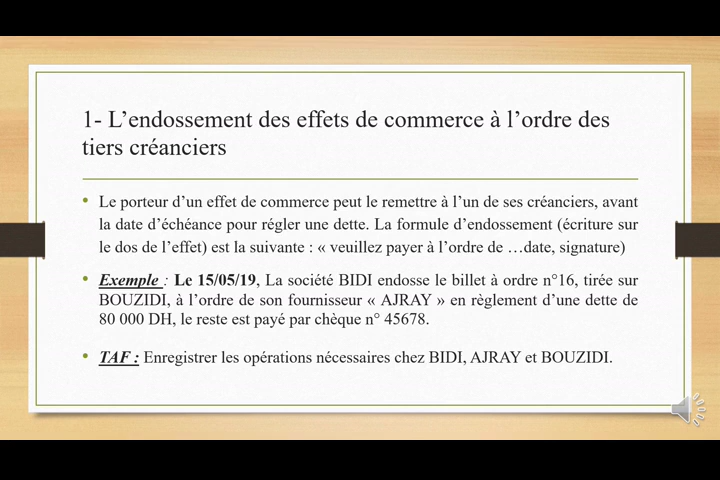 1- L’endossement des effets de commerce à l’ordre des
tiers créanciers
• Le porteur d’un effet de commerce peut le remettre à l’un de ses créanciers, avant
la date d’échéance pour régler une dette. La formule d’endossement (écriture sur
le dos de l’effet) est la suivante : « veuillez payer à l’ordre de …date, signature)
• Exemple : Le 15/05/19, La société BIDI endosse le billet à ordre n°16, tirée sur
BOUZIDI, à l’ordre de son fournisseur « AJRAY » en règlement d’une dette de
80 000 DH, le reste est payé par chèque n° 45678.
• TAF : Enregistrer les opérations nécessaires chez BIDI, AJRAY et BOUZIDI.